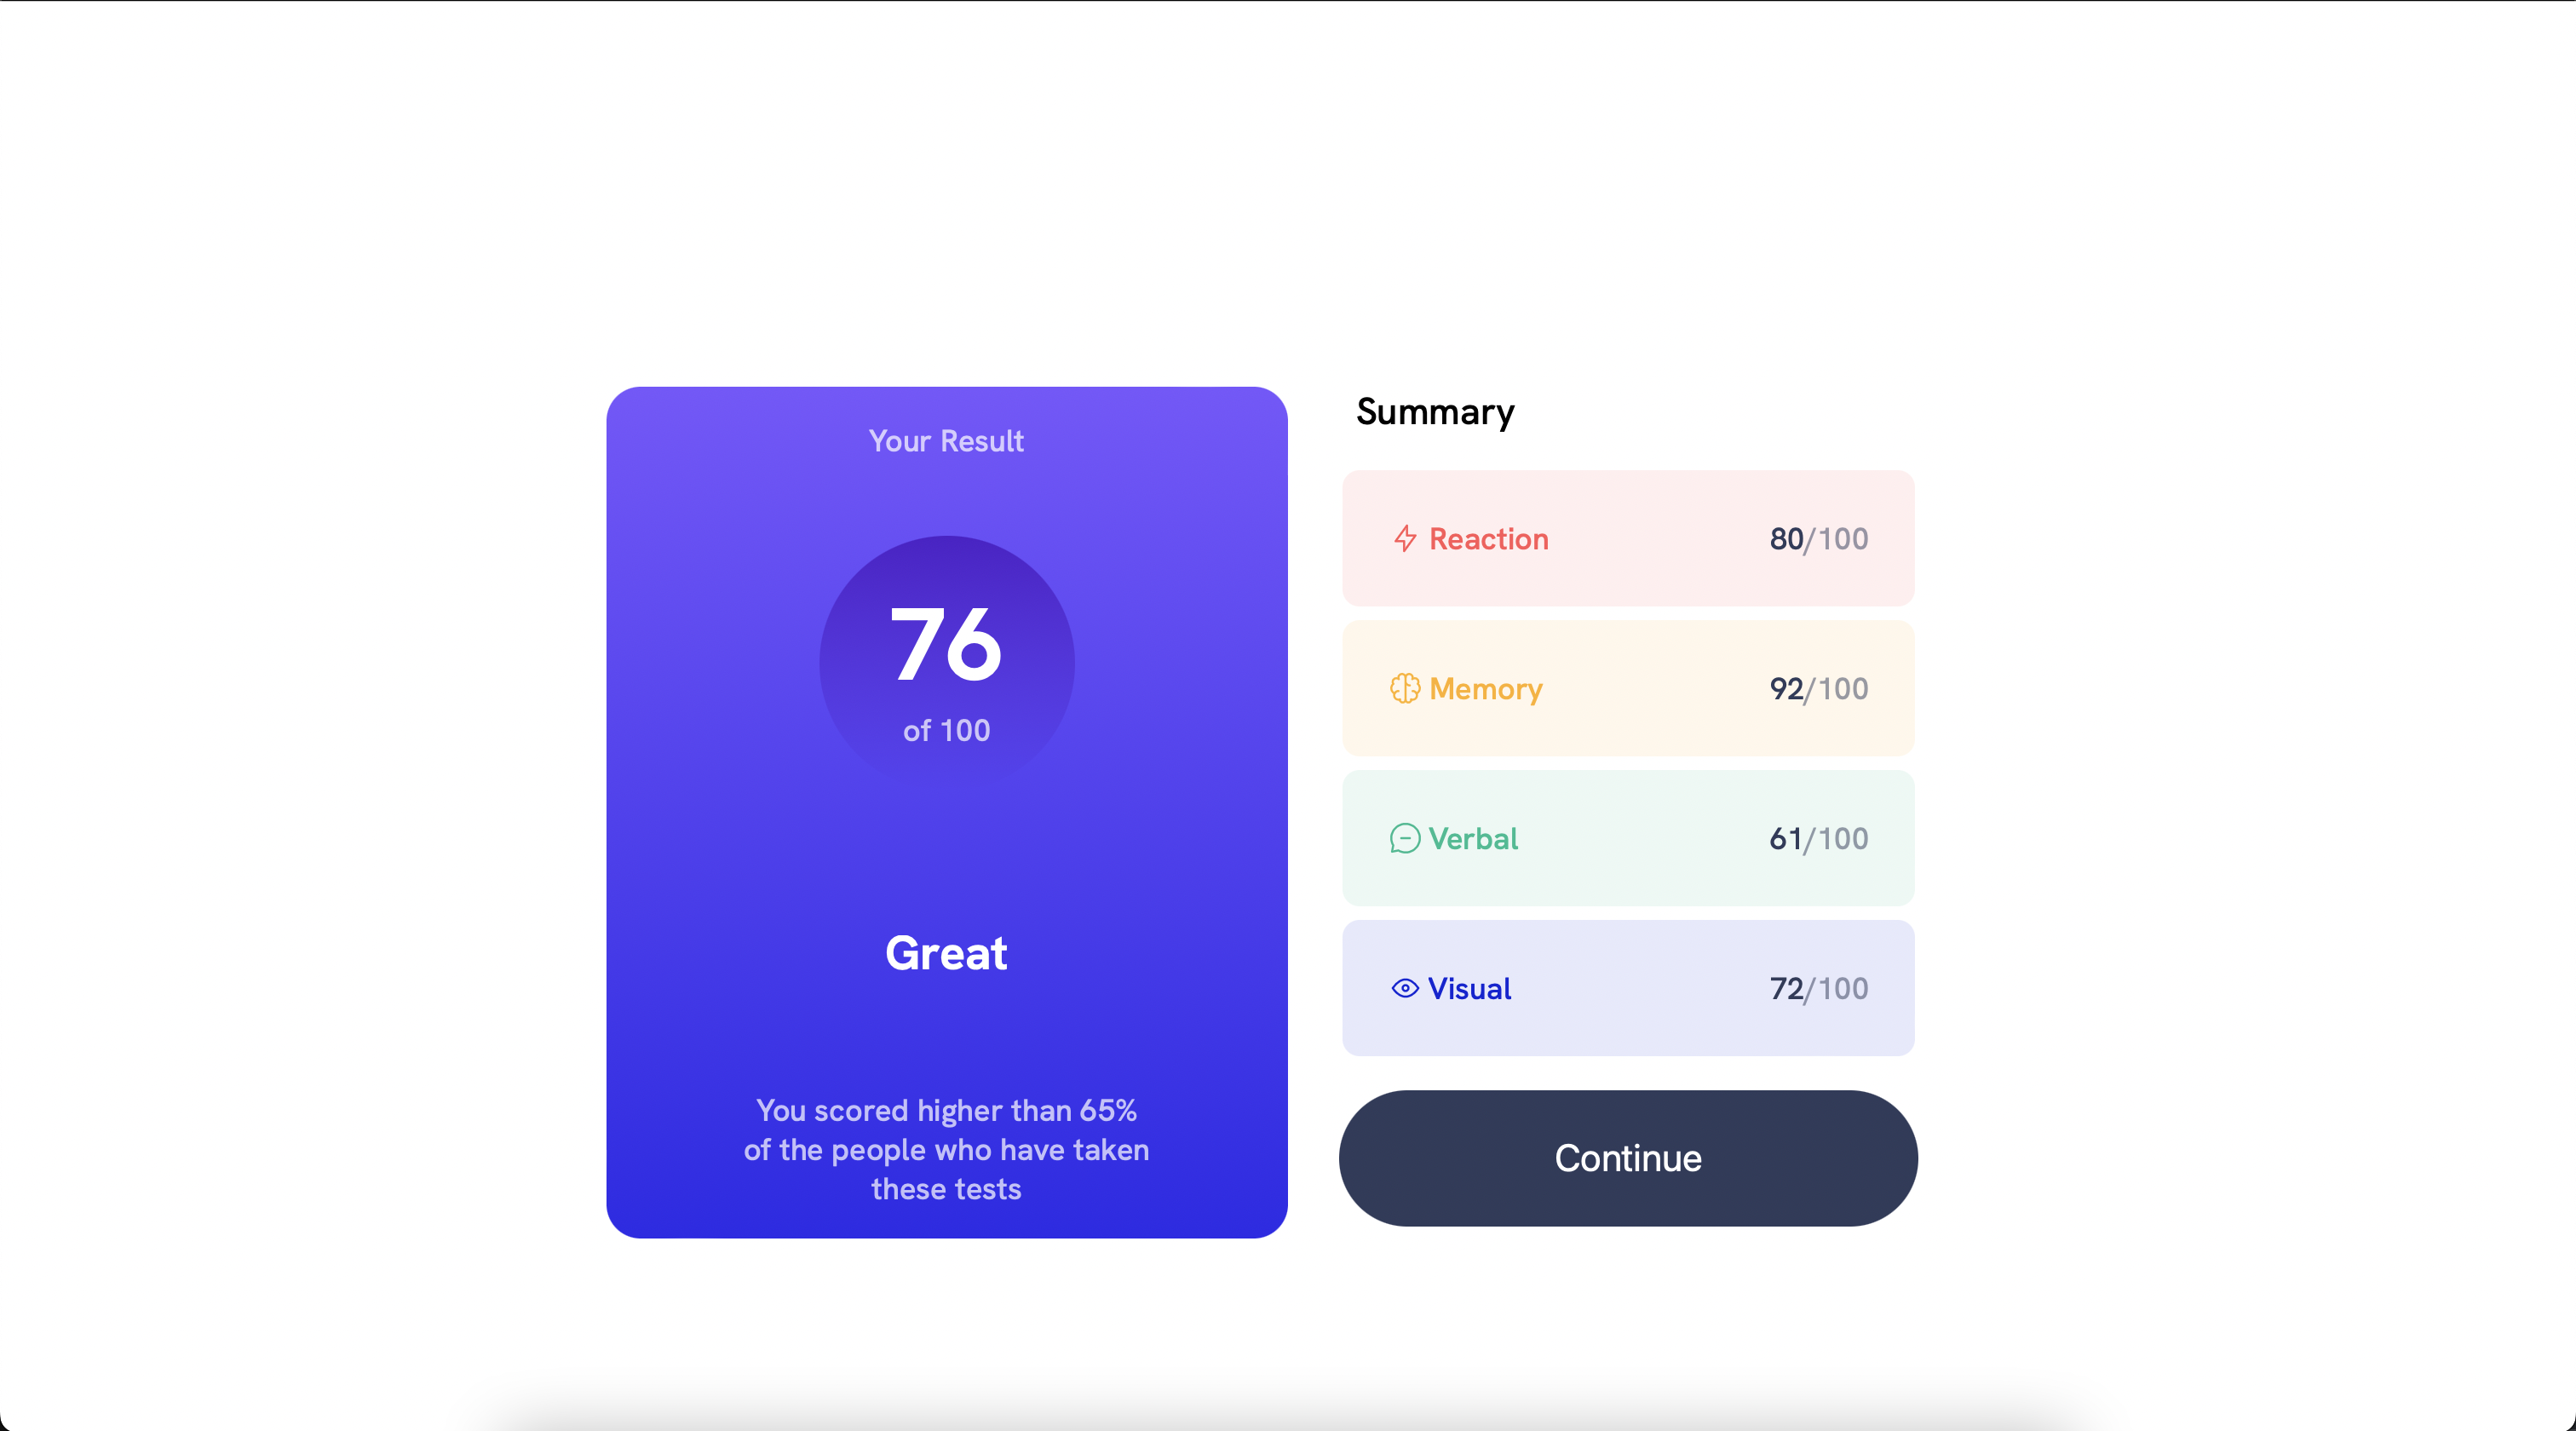 Your Result
76
of 100
Great
You scored higher than 65%
of the people who have taken
these tests
Summary
Reaction 80/100
Memory 92/100
Verbal 61/100
Visual 72/100
Continue